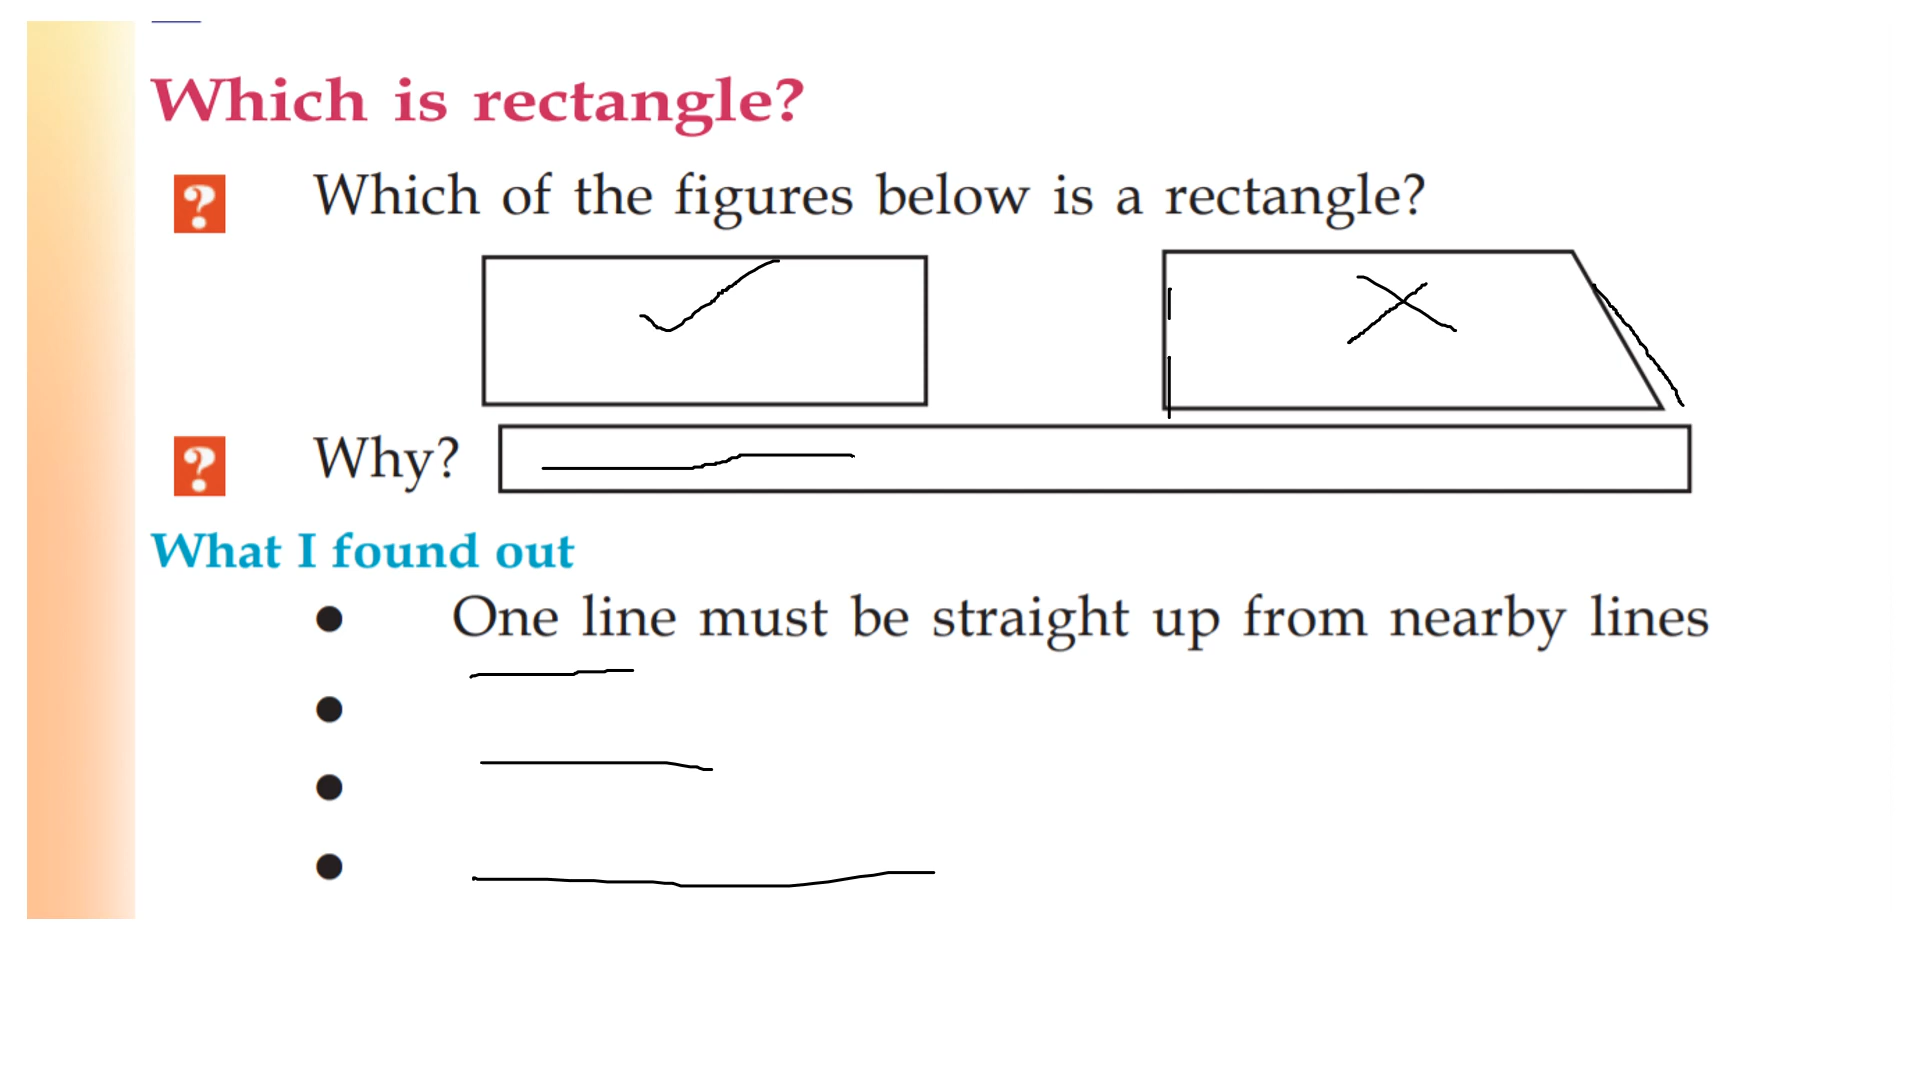 Which is rectangle?
? Which of the figures below is a rectangle?
? Why?
What I found out
● One line must be straight up from nearby lines
●
●
●